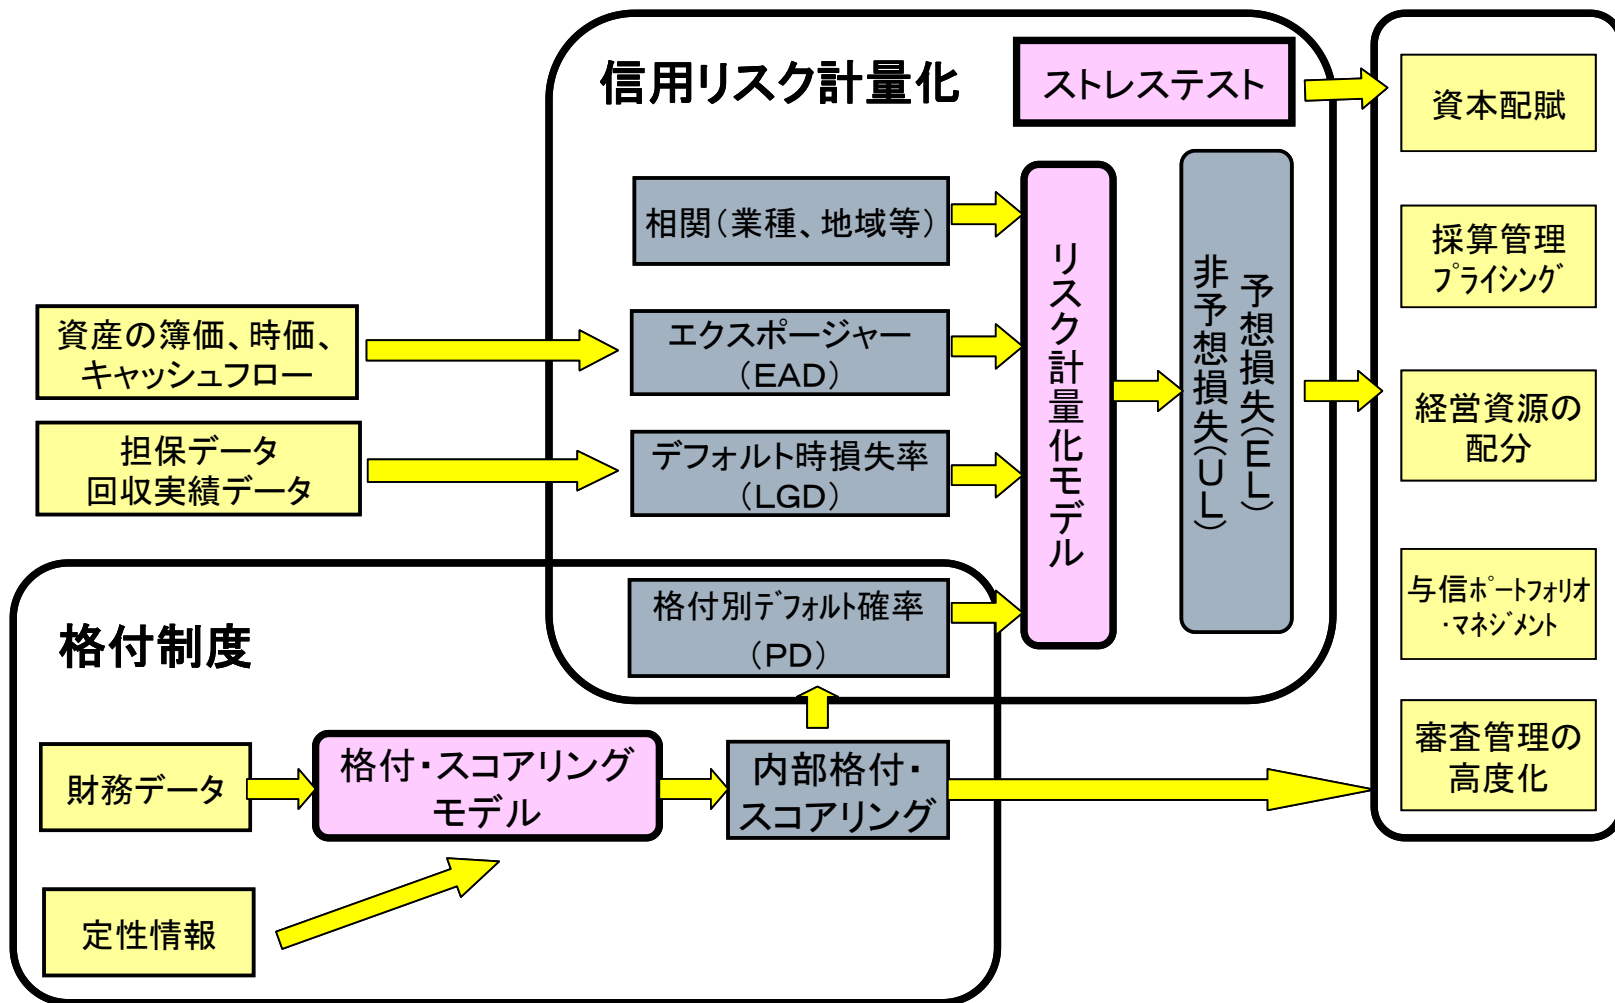 信用リスク計量化
ストレステスト
資本配賦
相関（業種、地域等）
採算管理
プライシング
資産の簿価、時価、
キャッシュフロー
エクスポージャー
（ＥＡＤ）
リスク計量化モデル
予想損失（ＥＬ）
非予想損失（ＵＬ）
経営資源の
配分
担保データ
回収実績データ
デフォルト時損失率
（ＬＧＤ）
格付別デフォルト確率
（ＰＤ）
与信ポートフォリオ
・マネジメント
格付制度
財務データ
格付・スコアリング
モデル
内部格付・
スコアリング
審査管理の
高度化
定性情報